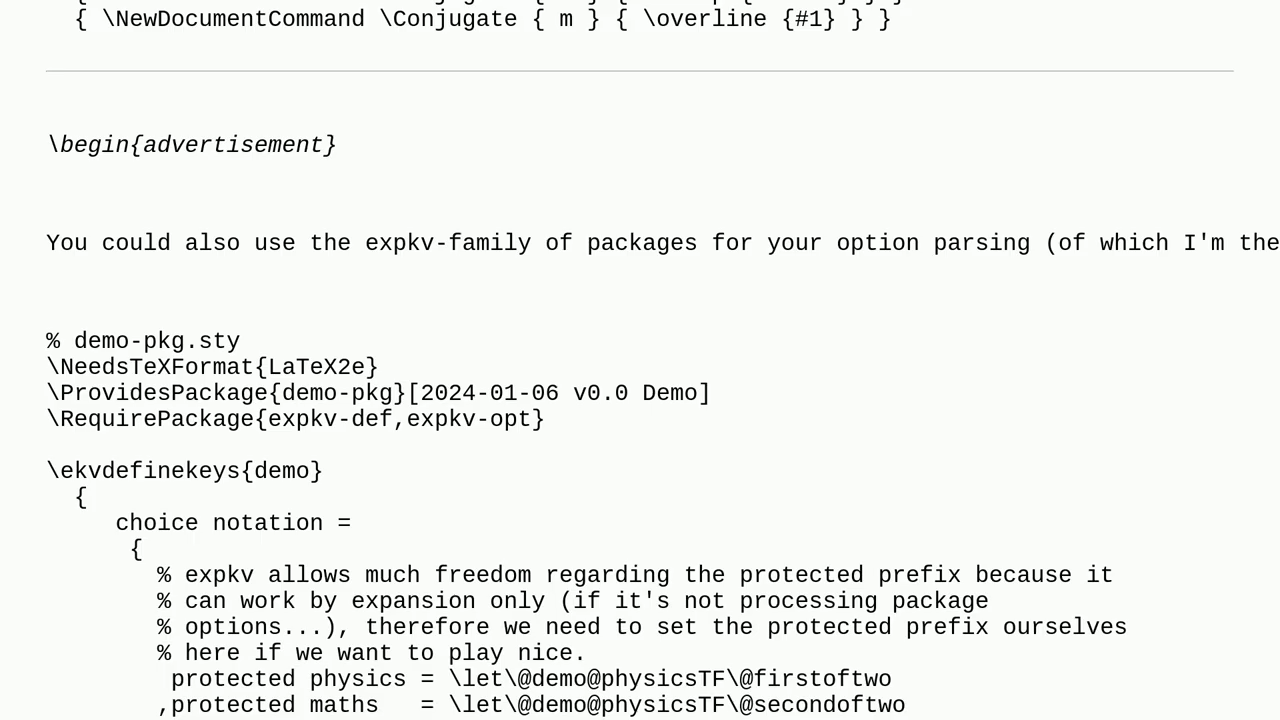 { \NewDocumentCommand \Conjugate { m } { \overline {#1} } }
\begin{advertisement}
You could also use the expkv-family of packages for your option parsing (of which I'm the
% demo-pkg.sty
\NeedsTeXFormat{LaTeX2e}
\ProvidesPackage{demo-pkg}[2024-01-06 v0.0 Demo]
\RequirePackage{expkv-def,expkv-opt}
\ekvdefinekeys{demo}
{
choice notation =
{
% expkv allows much freedom regarding the protected prefix because it
% can work by expansion only (if it's not processing package
% options...), therefore we need to set the protected prefix ourselves
% here if we want to play nice.
protected physics = \let\@demo@physicsTF\@firstoftwo
,protected maths   = \let\@demo@physicsTF\@secondoftwo